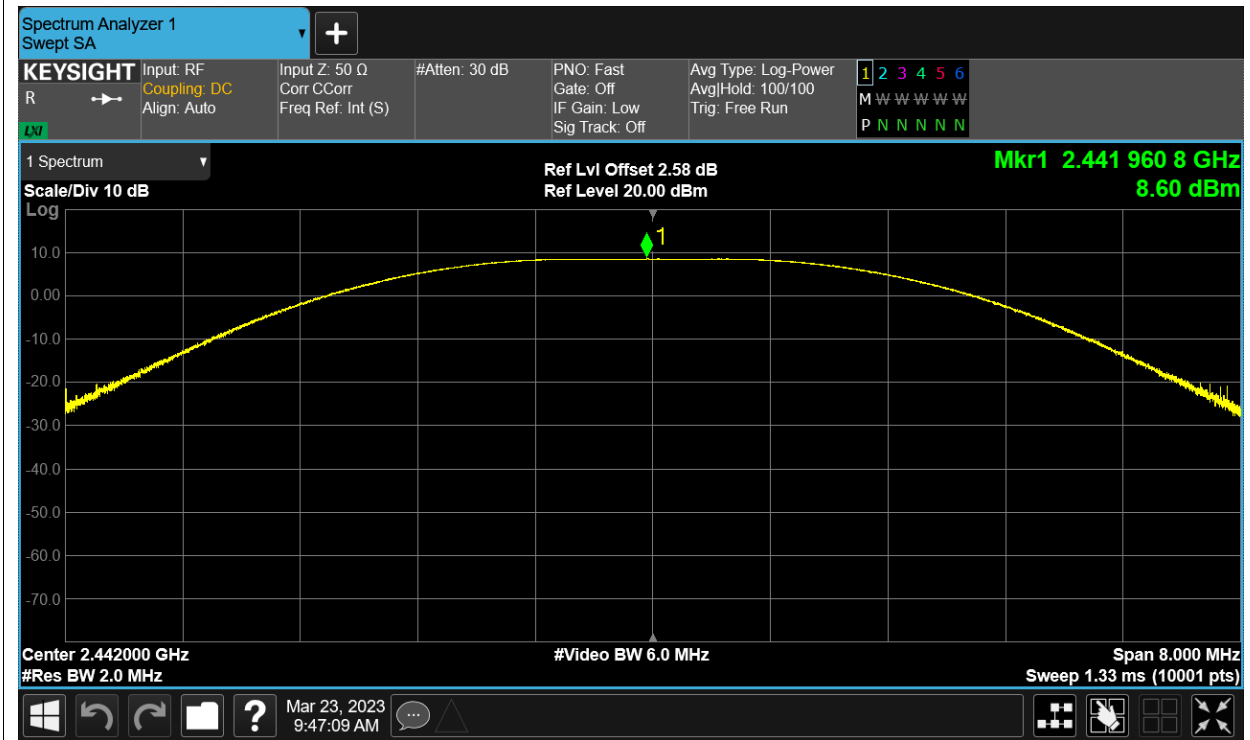 Spectrum Analyzer 1
Swept SA
KEYSIGHT
R
LXI
Input: RF
Coupling: DC
Align: Auto
Input Z: 50 Ω
Corr CCorr
Freq Ref: Int (S)
#Atten: 30 dB
PNO: Fast
Gate: Off
IF Gain: Low
Sig Track: Off
Avg Type: Log-Power
Avg|Hold: 100/100
Trig: Free Run
1 2 3 4 5 6
M W W W W W
P N N N N N
1 Spectrum
Scale/Div 10 dB
Log
Ref Lvl Offset 2.58 dB
Ref Level 20.00 dBm
Mkr1 2.441 960 8 GHz
8.60 dBm
1
10.0
0.00
-10.0
-20.0
-30.0
-40.0
-50.0
-60.0
-70.0
Center 2.442000 GHz
#Res BW 2.0 MHz
#Video BW 6.0 MHz
Span 8.000 MHz
Sweep 1.33 ms (10001 pts)
?
Mar 23, 2023
9:47:09 AM